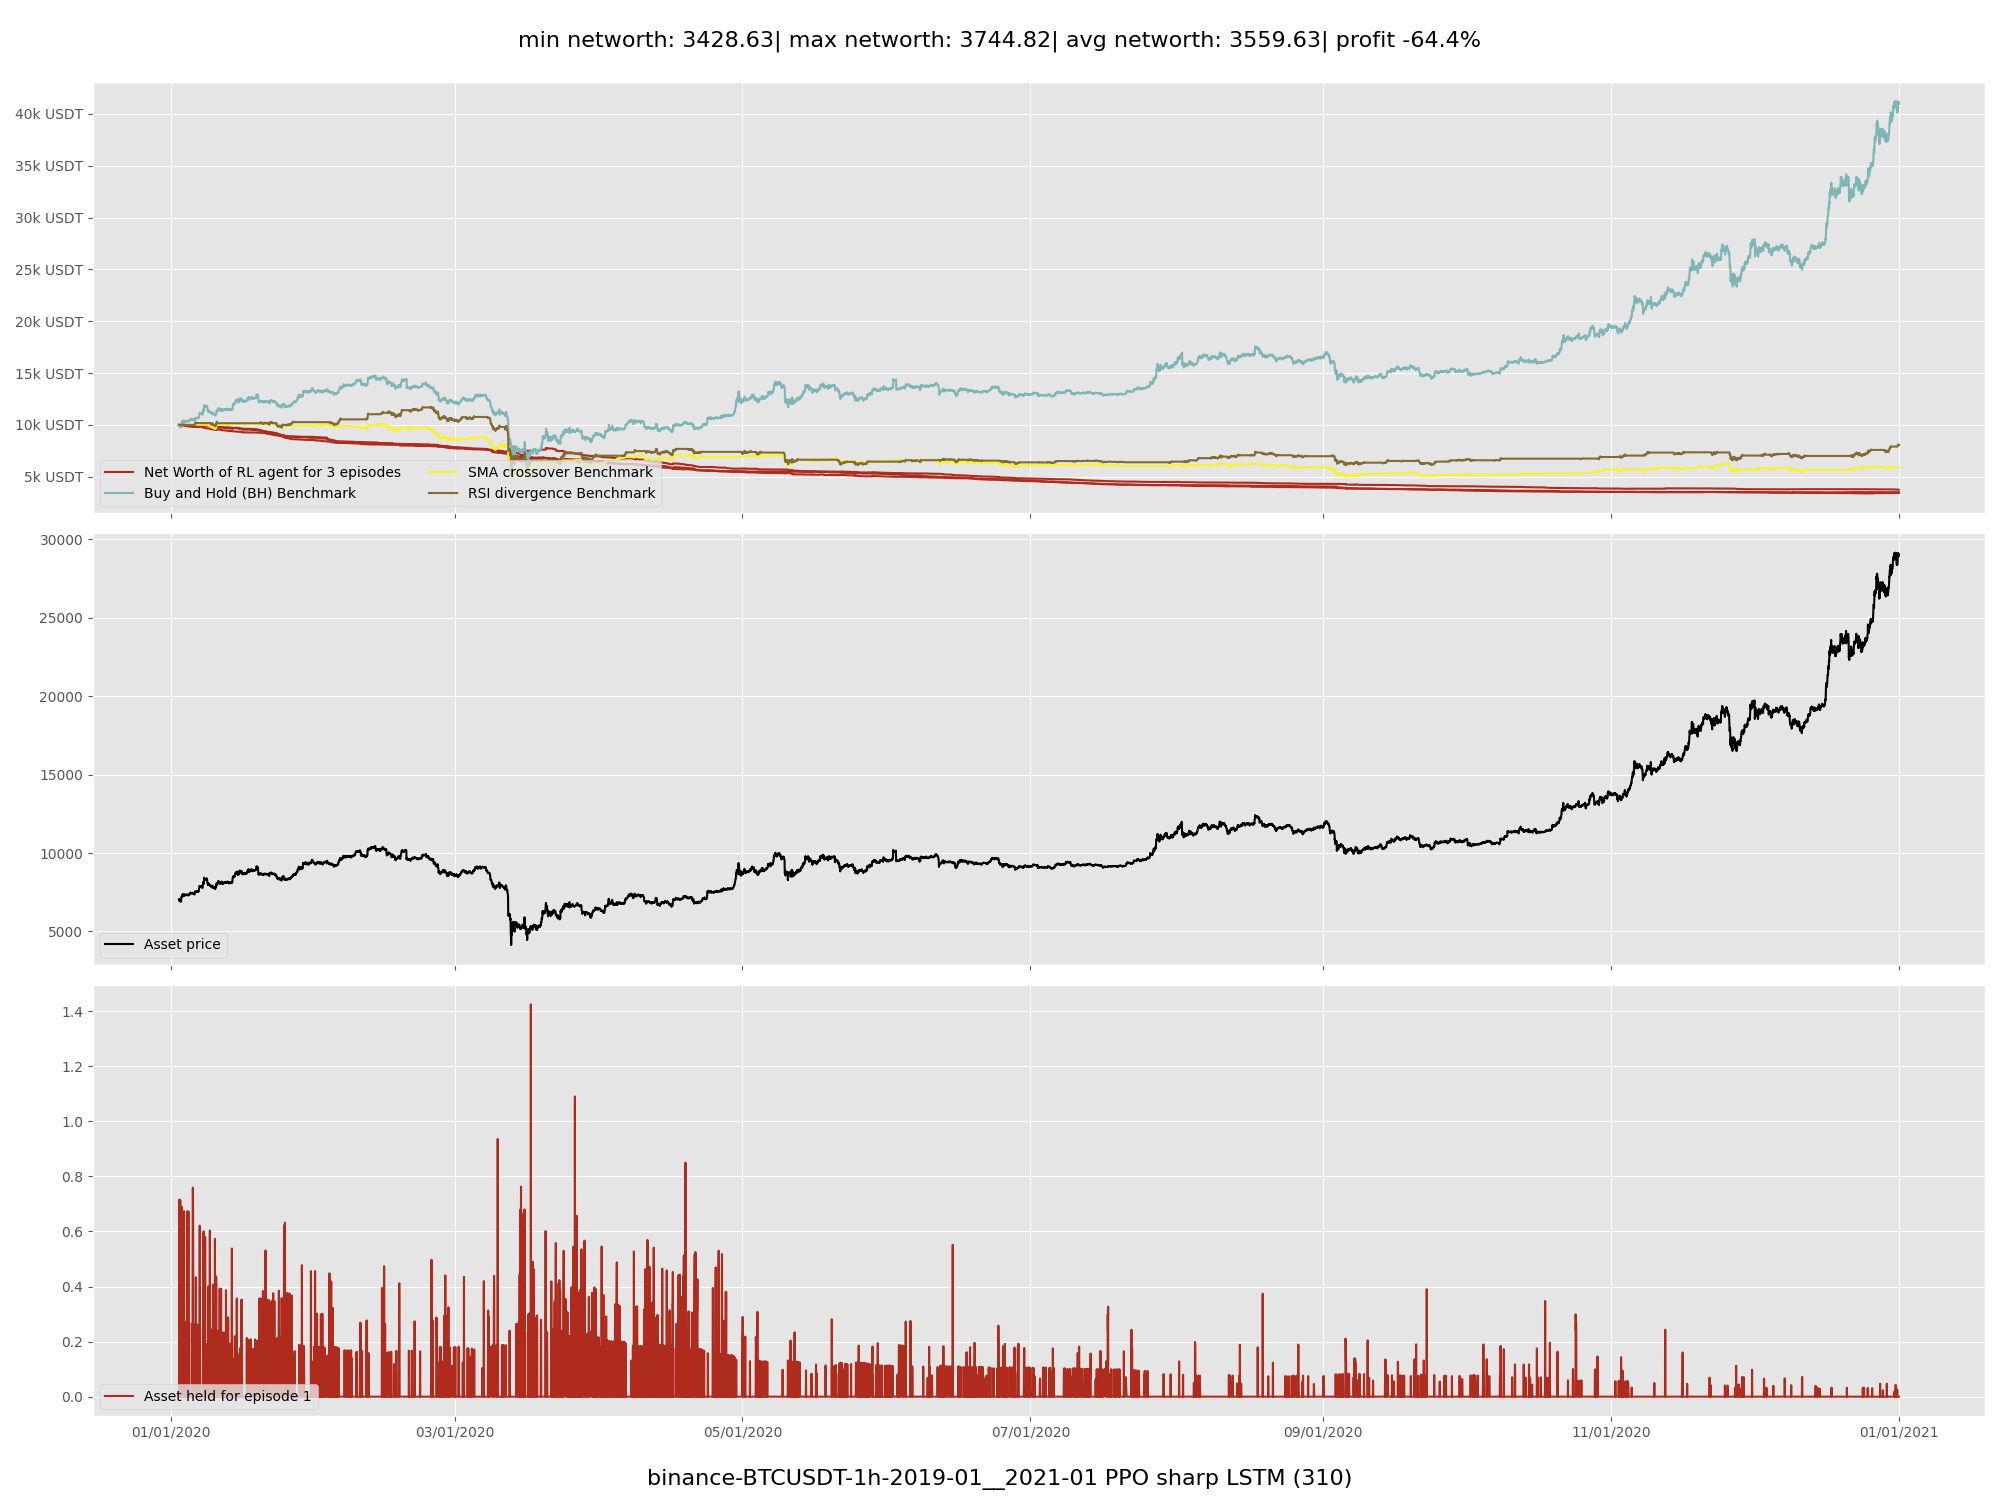 min networth: 3428.63| max networth: 3744.82| avg networth: 3559.63| profit -64.4%
40k USDT
35k USDT
30k USDT
25k USDT
20k USDT
15k USDT
10k USDT
5k USDT
Net Worth of RL agent for 3 episodes
Buy and Hold (BH) Benchmark
SMA crossover Benchmark
RSI divergence Benchmark
30000
25000
20000
15000
10000
5000
Asset price
1.4
1.2
1.0
0.8
0.6
0.4
0.2
0.0
Asset held for episode 1
01/01/2020
03/01/2020
05/01/2020
07/01/2020
09/01/2020
11/01/2020
01/01/2021
binance-BTCUSDT-1h-2019-01__2021-01 PPO sharp LSTM (310)